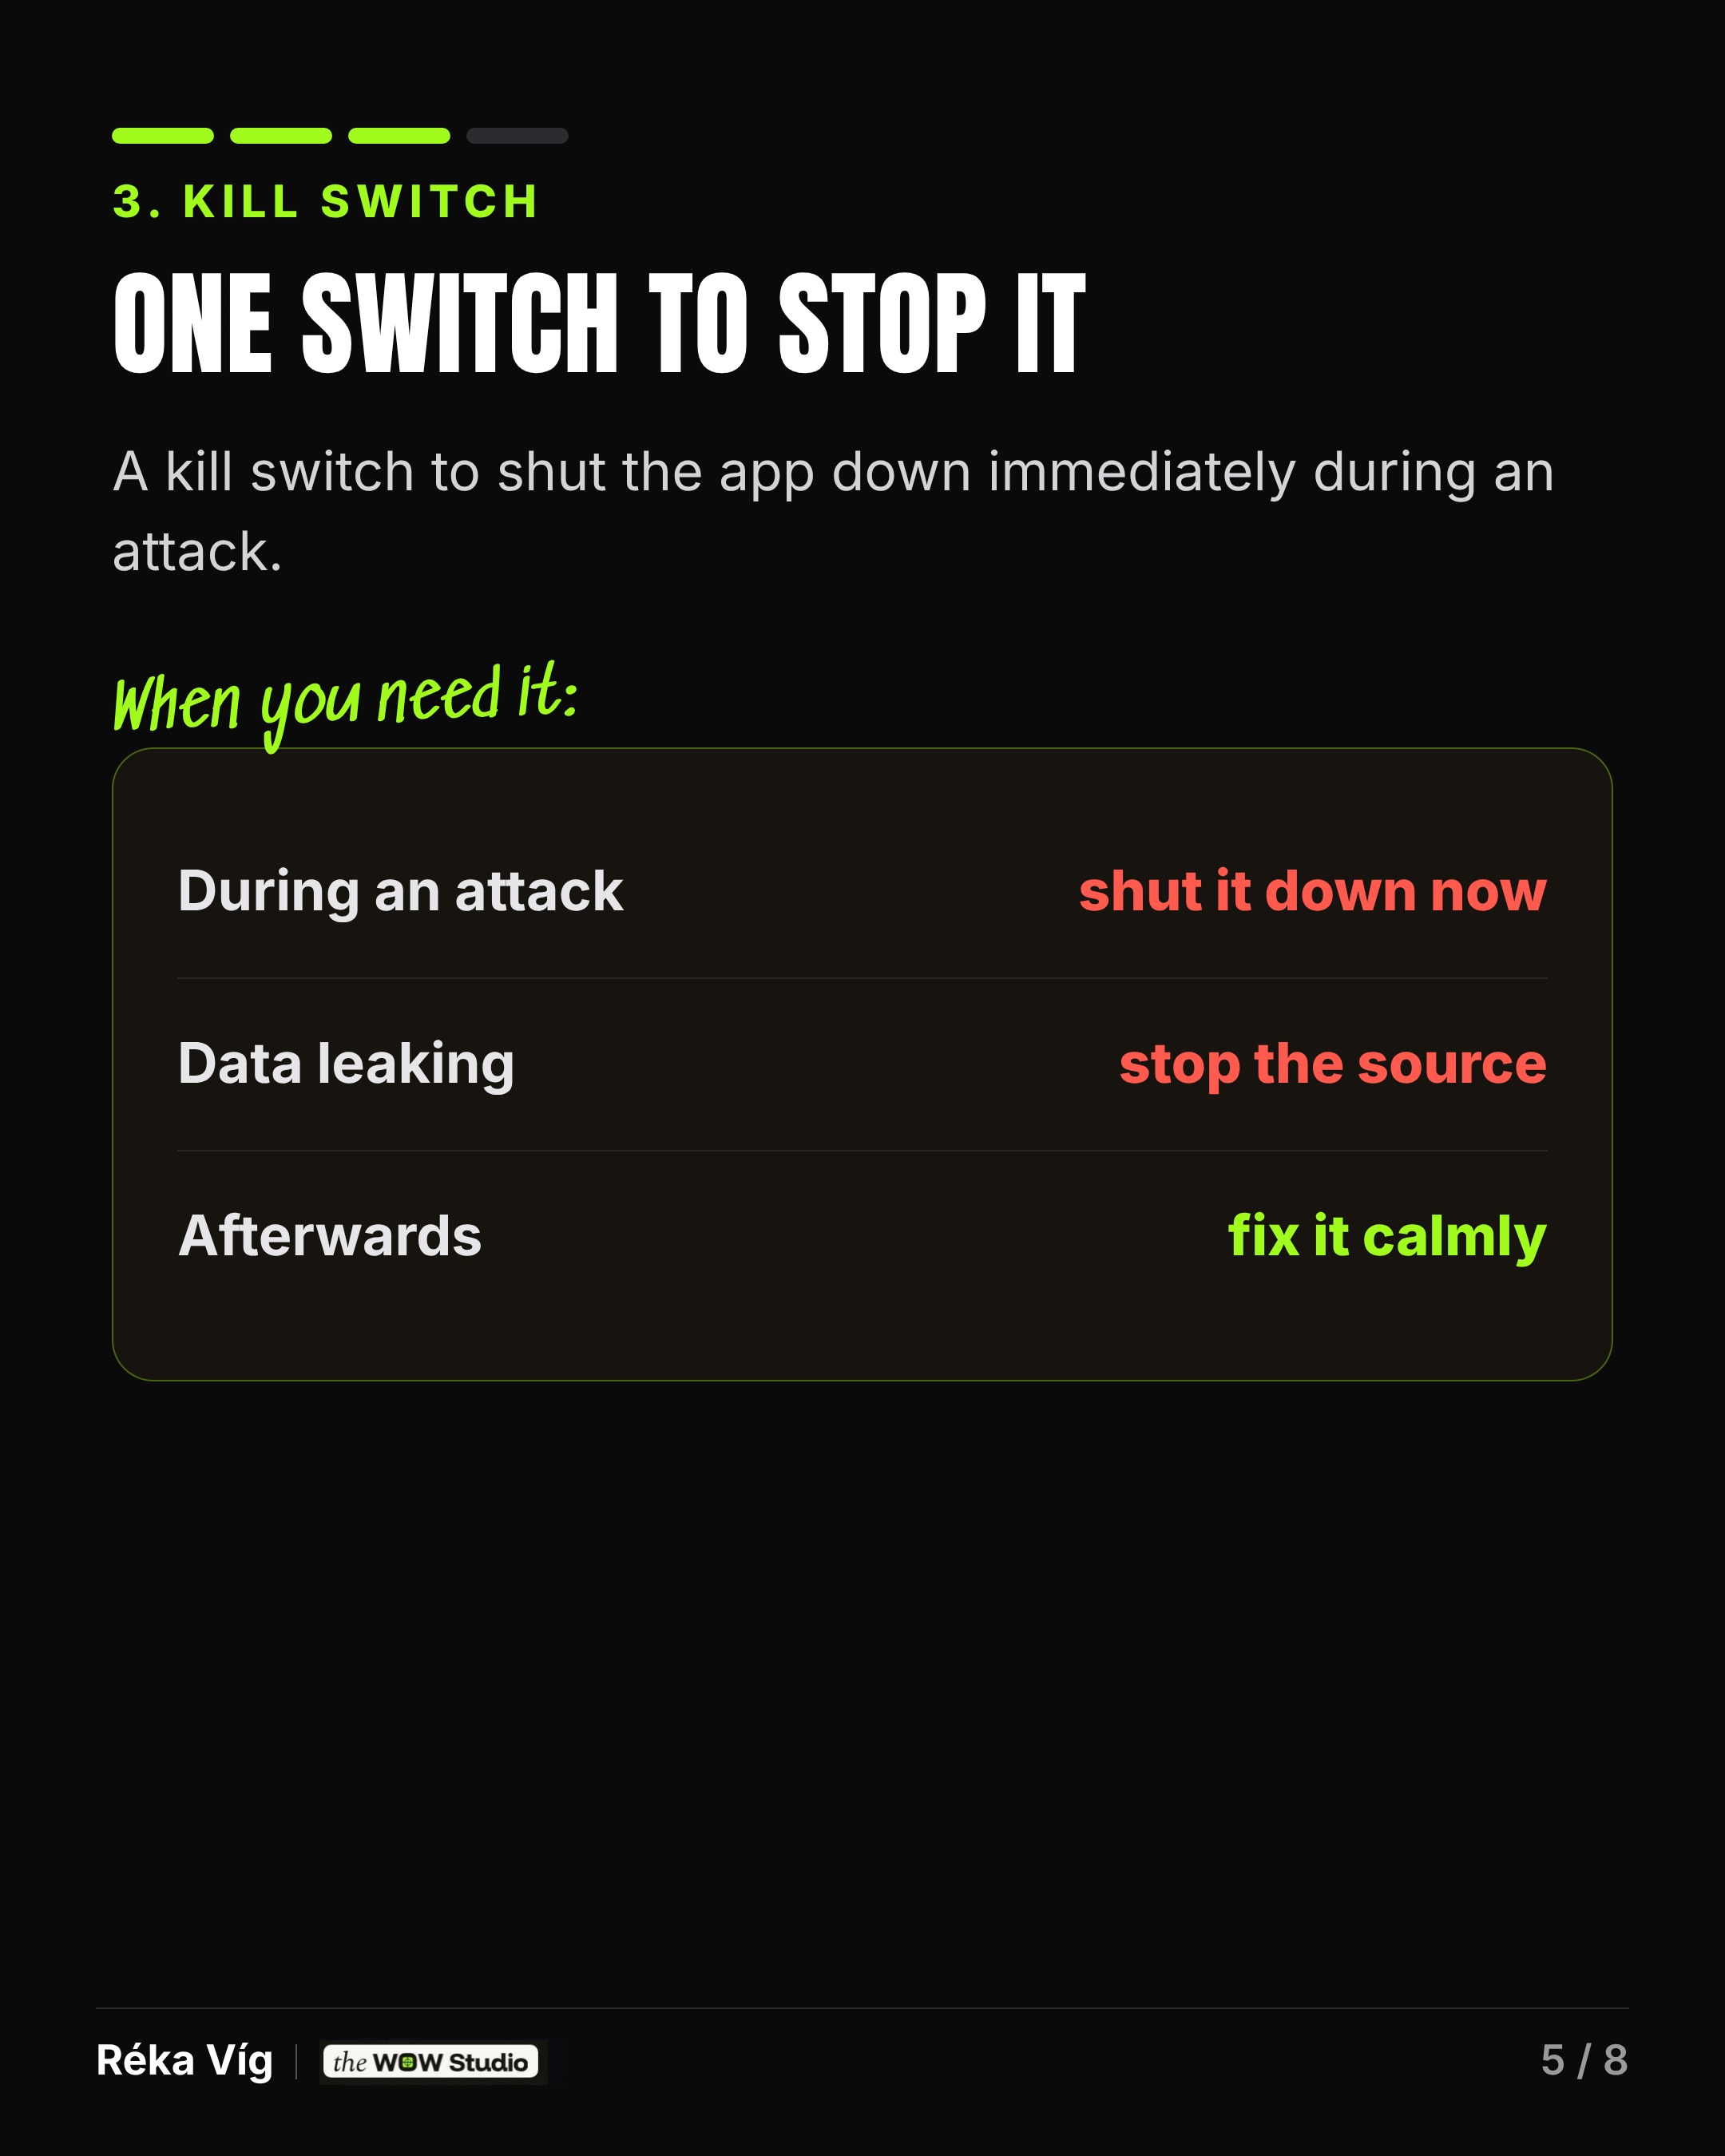 3. KILL SWITCH
ONE SWITCH TO STOP IT
A kill switch to shut the app down immediately during an
attack.
When you need it:
During an attack shut it down now
Data leaking stop the source
Afterwards fix it calmly
Réka Víg the WOW Studio 5 / 8